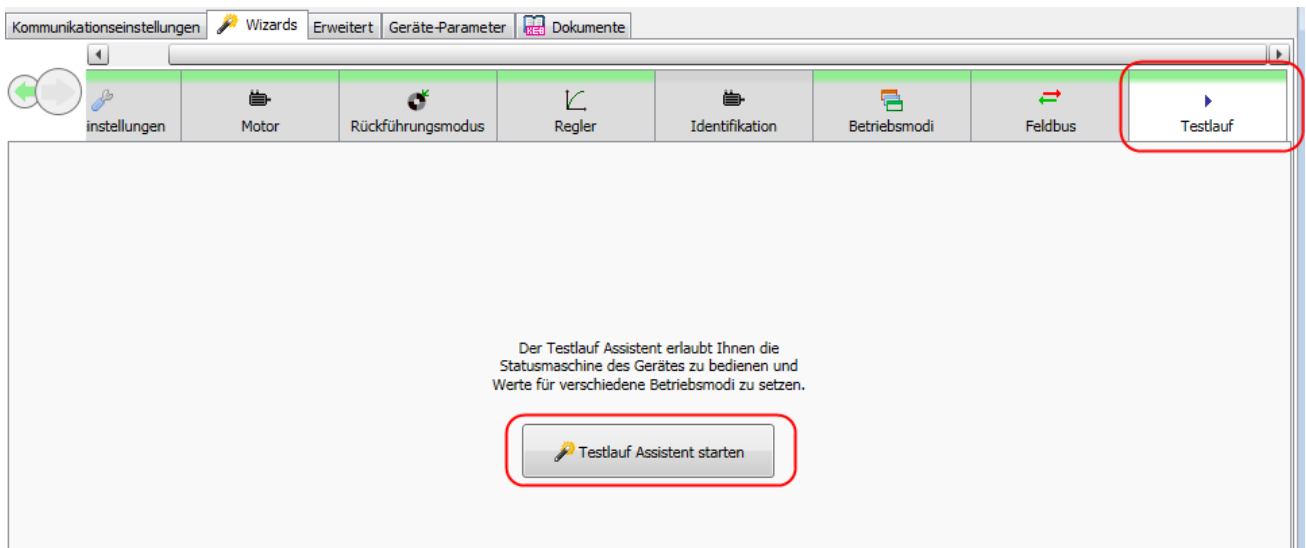 Kommunikationseinstellungen Wizards Erweitert Geräte-Parameter KEB Dokumente
instellungen Motor Rückführungsmodus Regler Identifikation Betriebsmodi Feldbus Testlauf
Der Testlauf Assistent erlaubt Ihnen die
Statusmaschine des Gerätes zu bedienen und
Werte für verschiedene Betriebsmodi zu setzen.
Testlauf Assistent starten